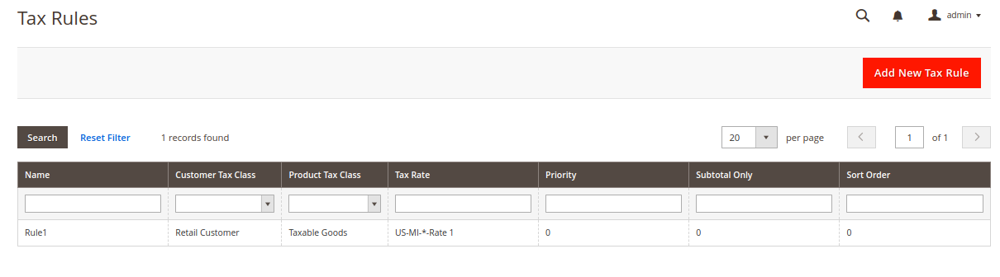 Tax Rules
admin
Add New Tax Rule
Search Reset Filter 1 records found 20 per page 1 of 1
Name Customer Tax Class Product Tax Class Tax Rate Priority Subtotal Only Sort Order
Rule1 Retail Customer Taxable Goods US-MI-*-Rate 1 0 0 0